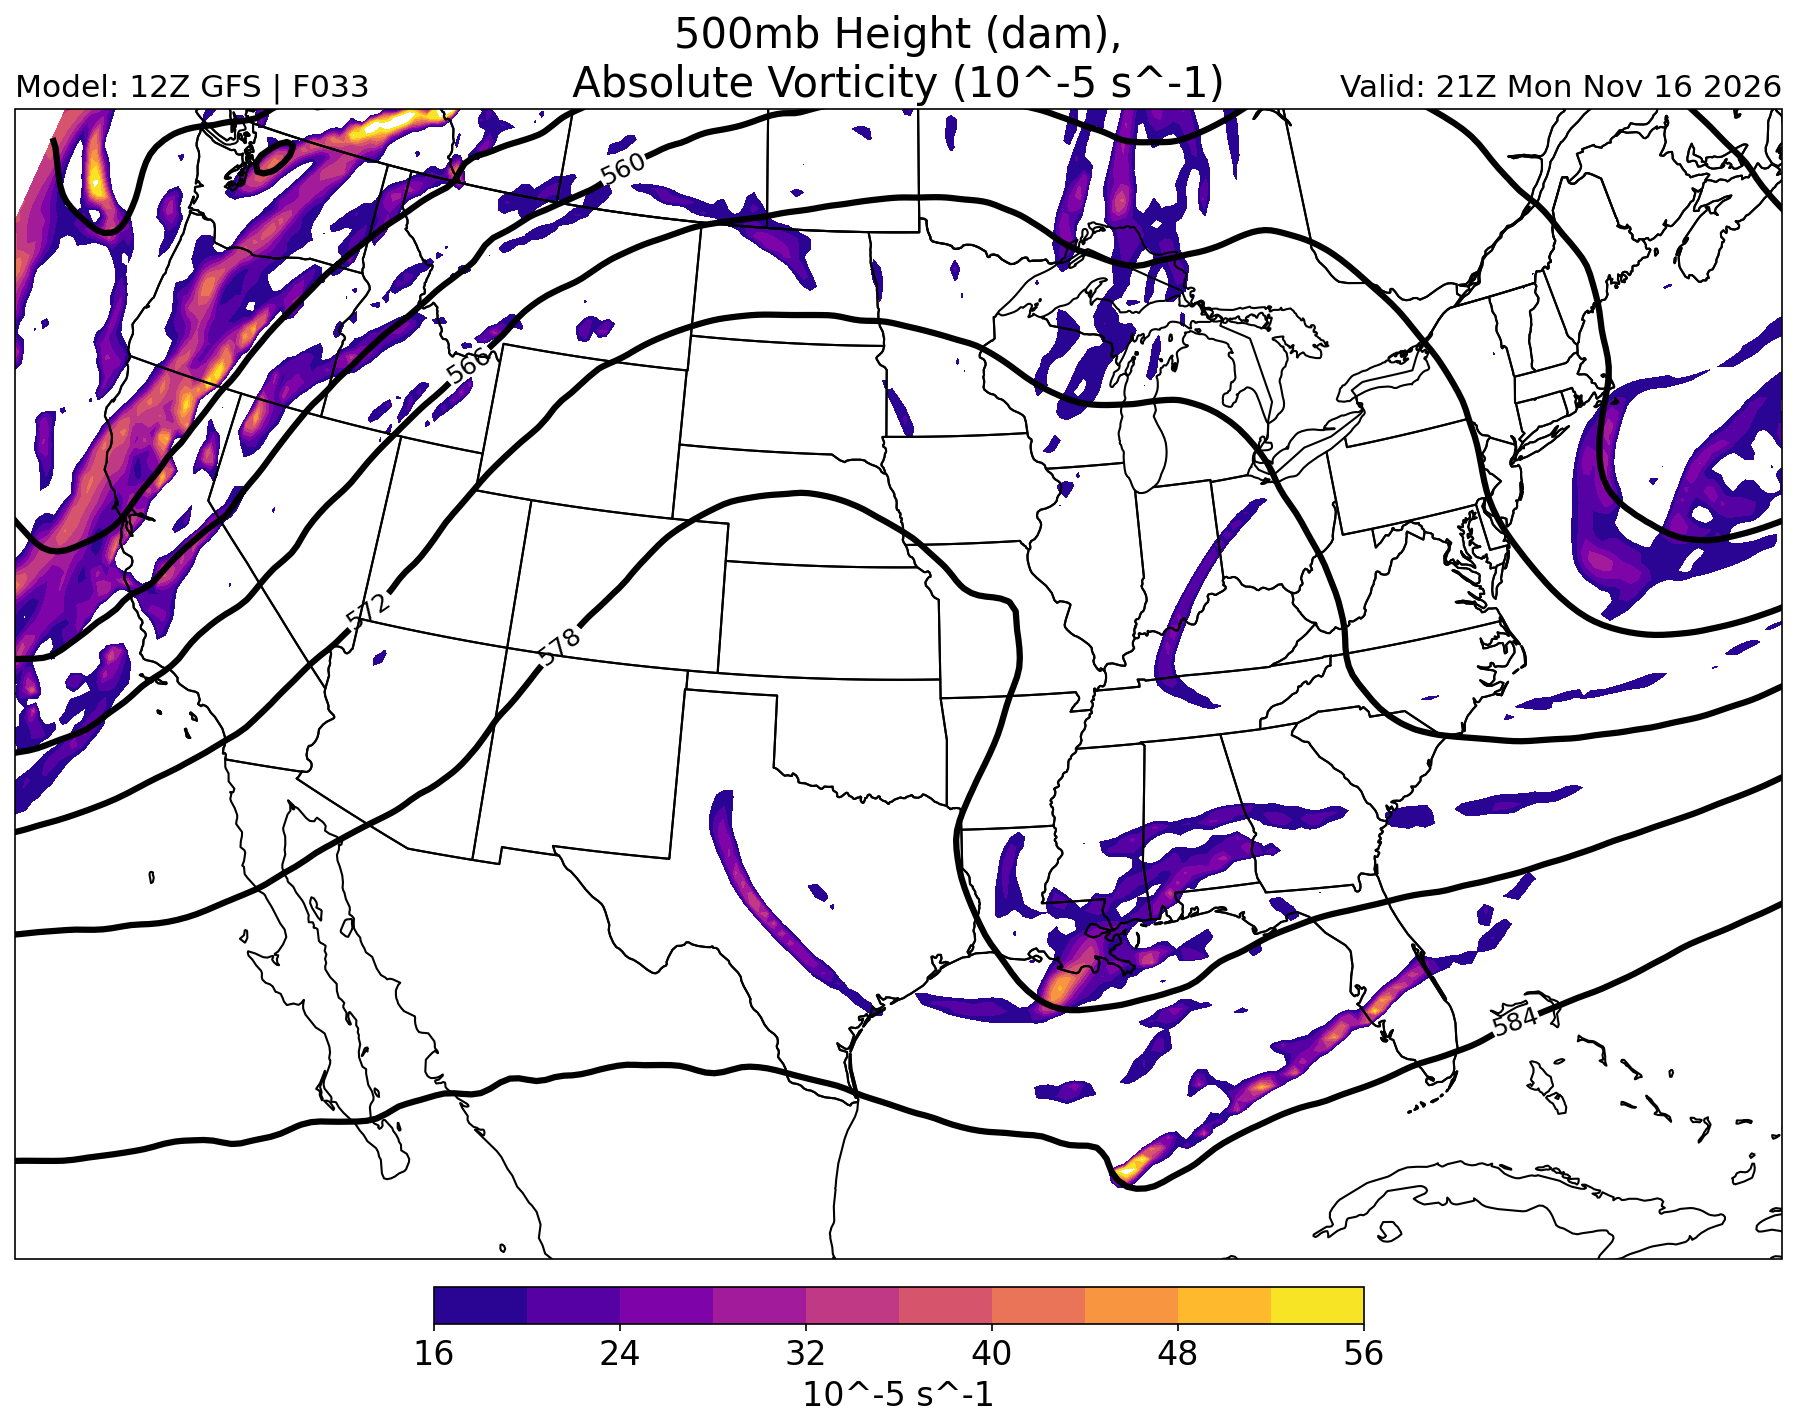 500mb Height (dam),
Model: 12Z GFS | F033
Absolute Vorticity (10^-5 s^-1)
Valid: 21Z Mon Nov 16 2026
560
566
572
578
584
16 24 32 40 48 56
10^-5 s^-1